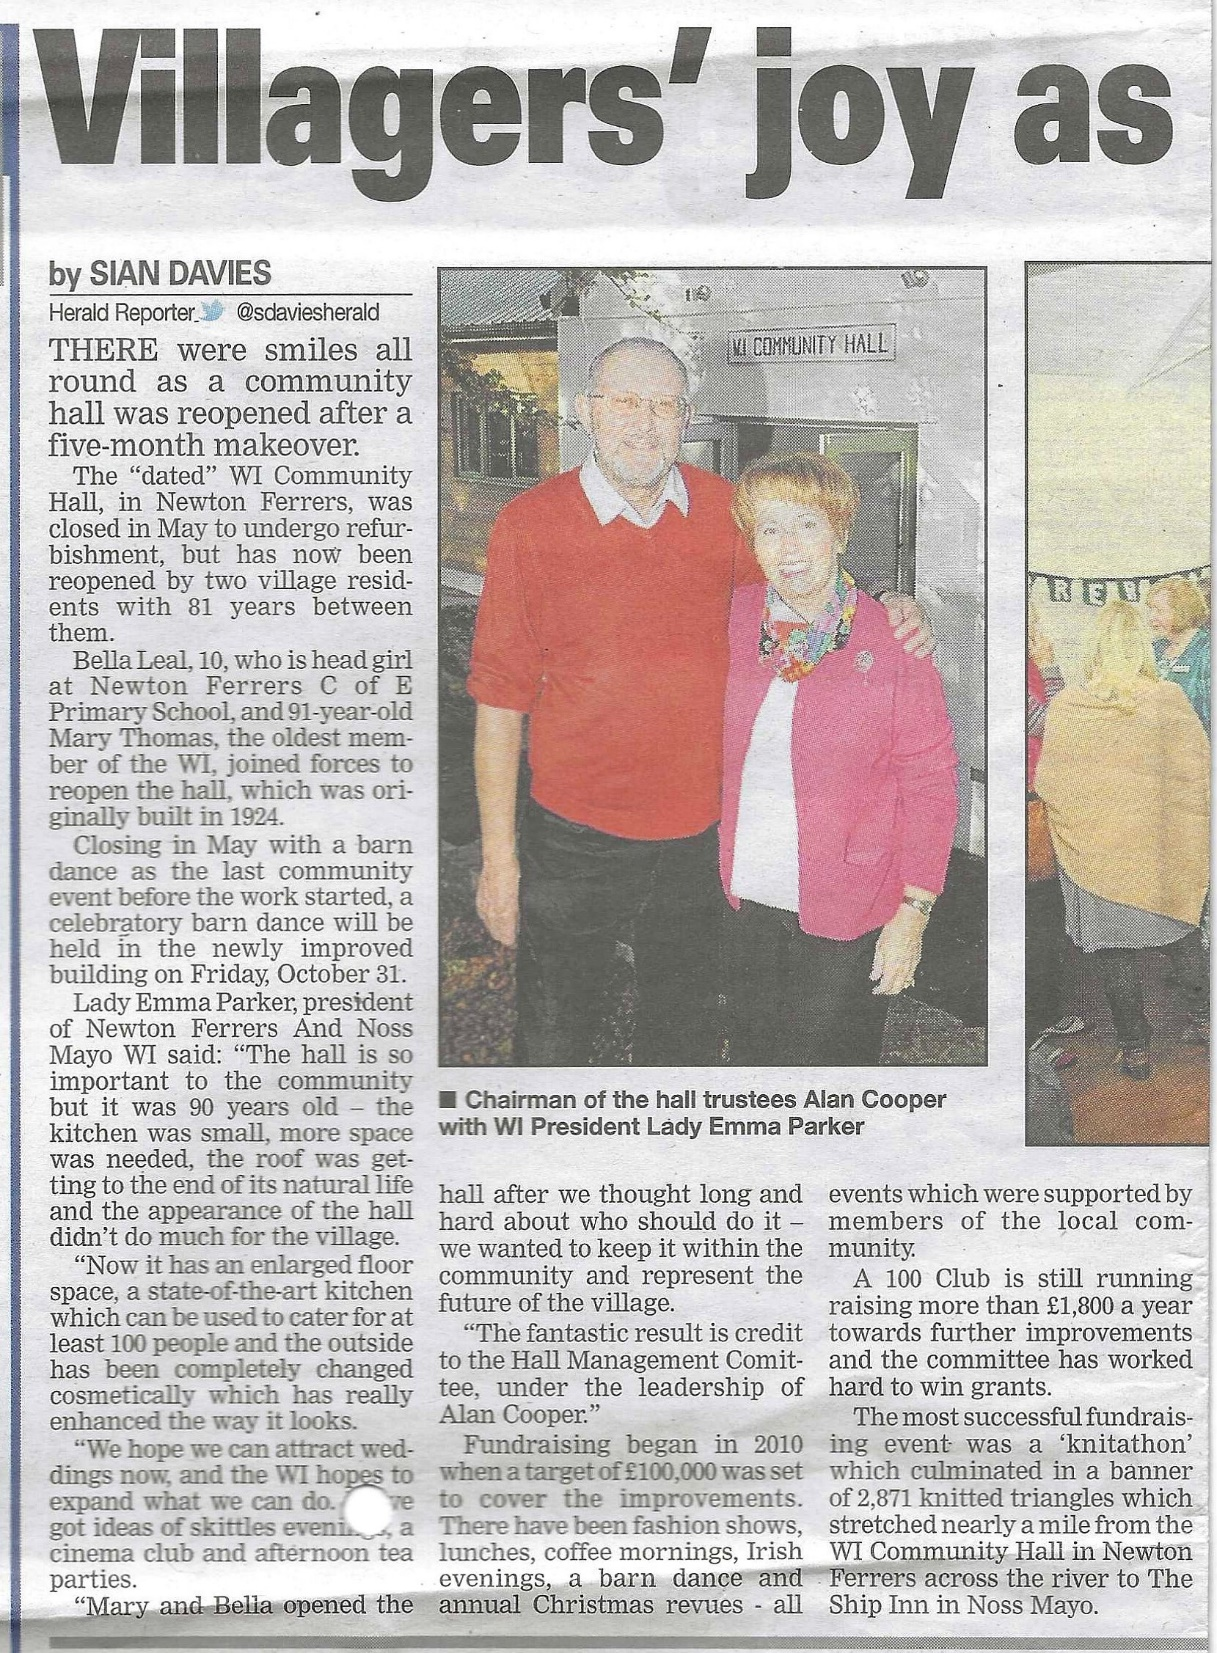 Villagers' joy as
by SIAN DAVIES
Herald Reporter @sdaviesherald
THERE were smiles all
round as a community
hall was reopened after a
five-month makeover.
The “dated” WI Community
Hall, in Newton Ferrers, was
closed in May to undergo refur-
bishment, but has now been
reopened by two village resid-
ents with 81 years between
them.
Bella Leal, 10, who is head girl
at Newton Ferrers C of E
Primary School, and 91-year-old
Mary Thomas, the oldest mem-
ber of the WI, joined forces to
reopen the hall, which was ori-
ginally built in 1924.
Closing in May with a barn
dance as the last community
event before the work started, a
celebratory barn dance will be
held in the newly improved
building on Friday, October 31.
Lady Emma Parker, president
of Newton Ferrers And Noss
Mayo WI said: “The hall is so
important to the community
but it was 90 years old – the
kitchen was small, more space
was needed, the roof was get-
ting to the end of its natural life
and the appearance of the hall
didn't do much for the village.
“Now it has an enlarged floor
space, a state-of-the-art kitchen
which can be used to cater for at
least 100 people and the outside
has been completely changed
cosmetically which has really
enhanced the way it looks.
“We hope we can attract wed-
dings now, and the WI hopes to
expand what we can do.
got ideas of skittles a
cinema club and afternoon tea
parties.
“Mary and Bella opened the
W.I COMMUNITY HALL
■ Chairman of the hall trustees Alan Cooper
with WI President Lady Emma Parker
REW
hall after we thought long and
hard about who should do it –
we wanted to keep it within the
community and represent the
future of the village.
“The fantastic result is credit
to the Hall Management Comit-
tee, under the leadership of
Alan Cooper.”
Fundraising began in 2010
when a target of £100,000 was set
to cover the improvements.
There have been fashion shows,
lunches, coffee mornings, Irish
evenings, a barn dance and
annual Christmas revues - all
events which were supported by
members of the local com-
munity.
A 100 Club is still running
raising more than £1,800 a year
towards further improvements
and the committee has worked
hard to win grants.
The most successful fundrais-
ing event was a ‘knitathon’
which culminated in a banner
of 2,871 knitted triangles which
stretched nearly a mile from the
WI Community Hall in Newton
Ferrers across the river to The
Ship Inn in Noss Mayo.